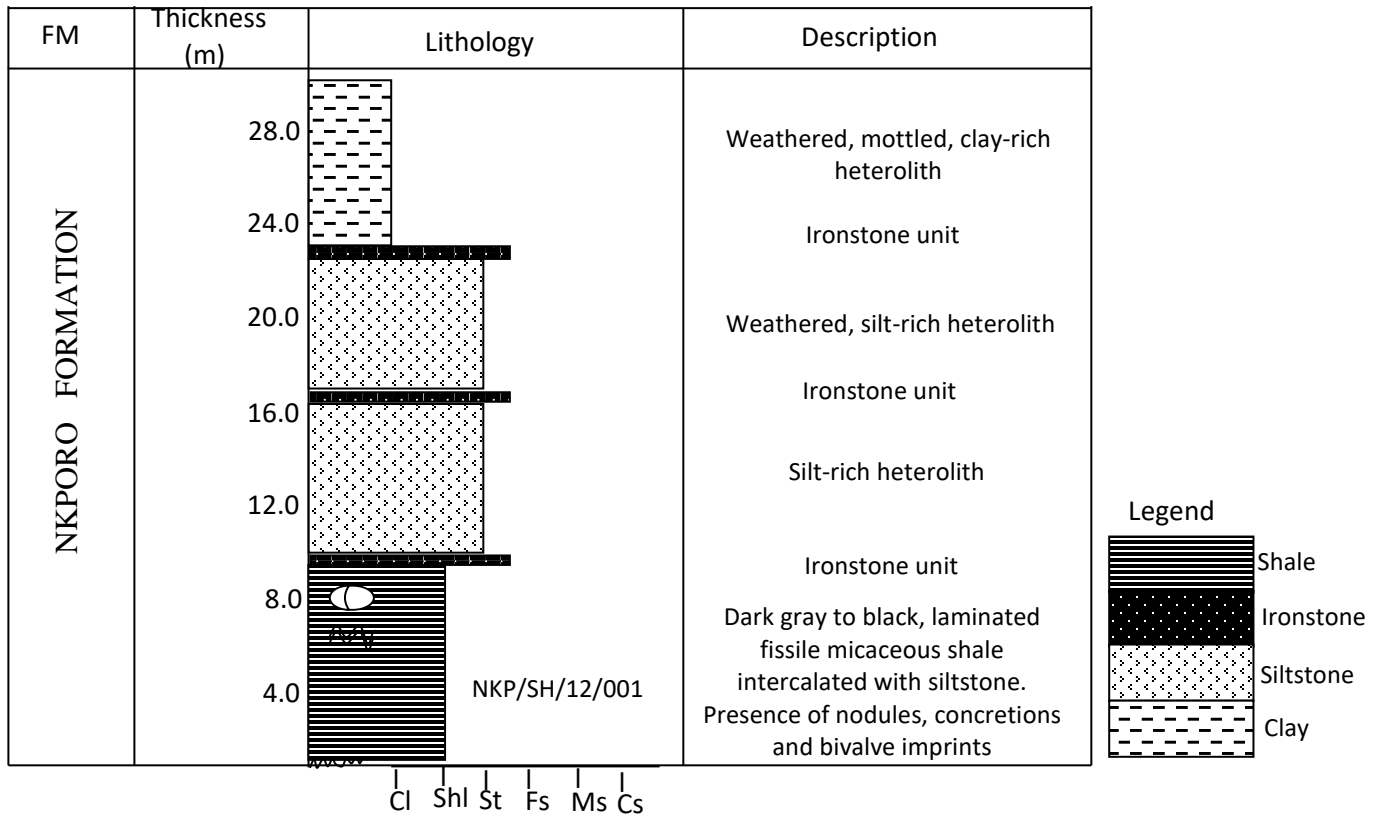 FM
Thickness
(m)
Lithology
Description
NKPORO FORMATION
28.0
24.0
20.0
16.0
12.0
8.0
4.0
NKP/SH/12/001
Weathered, mottled, clay-rich
heterolith
Ironstone unit
Weathered, silt-rich heterolith
Ironstone unit
Silt-rich heterolith
Ironstone unit
Dark gray to black, laminated
fissile micaceous shale
intercalated with siltstone.
Presence of nodules, concretions
and bivalve imprints
Cl Shl St Fs Ms Cs
Legend
Shale
Ironstone
Siltstone
Clay